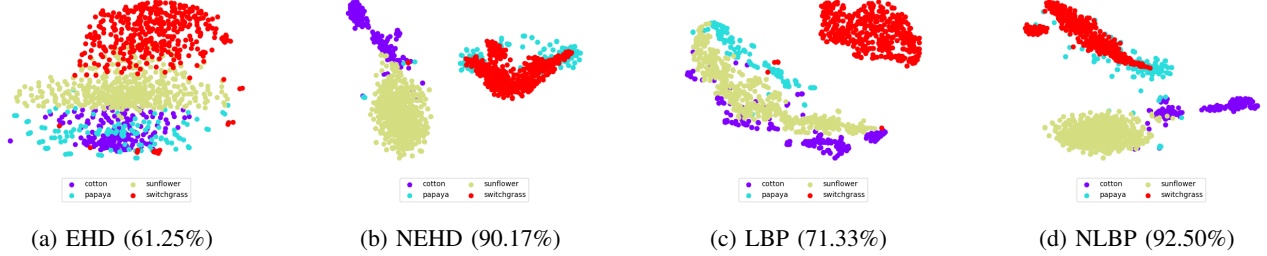 cotton sunflower
papaya switchgrass
cotton sunflower
papaya switchgrass
cotton sunflower
papaya switchgrass
cotton sunflower
papaya switchgrass
(a) EHD (61.25%)
(b) NEHD (90.17%)
(c) LBP (71.33%)
(d) NLBP (92.50%)